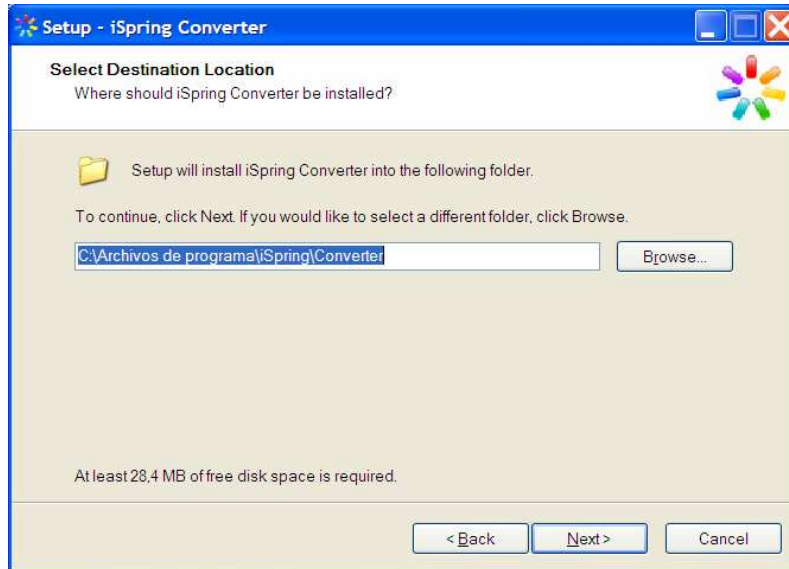 Setup - iSpring Converter
Select Destination Location
Where should iSpring Converter be installed?
Setup will install iSpring Converter into the following folder.
To continue, click Next. If you would like to select a different folder, click Browse.
C:\Archivos de programa\iSpring\Converter
Browse...
At least 28,4 MB of free disk space is required.
< Back
Next >
Cancel